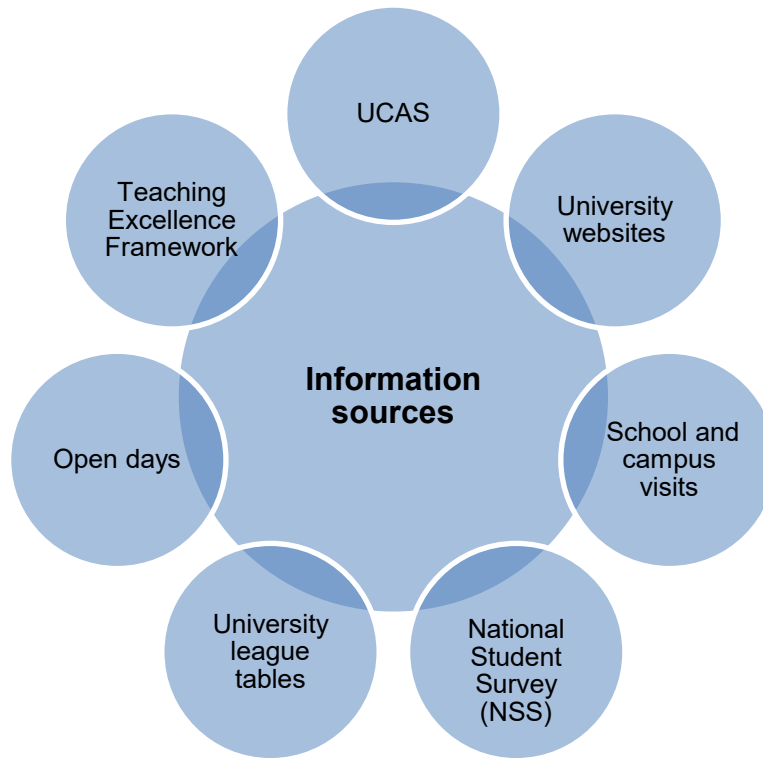 UCAS
University
websites
School and
campus
visits
National
Student
Survey
(NSS)
University
league
tables
Open days
Teaching
Excellence
Framework
Information
sources